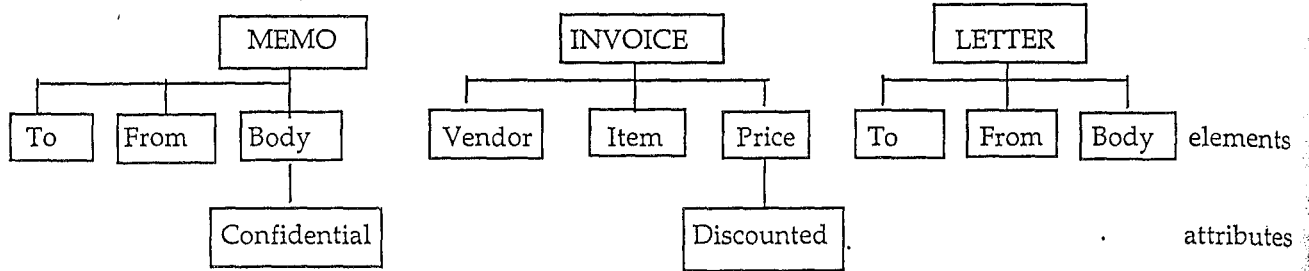 MEMO INVOICE LETTER
To From Body Vendor Item Price To From Body elements
Confidential Discounted attributes